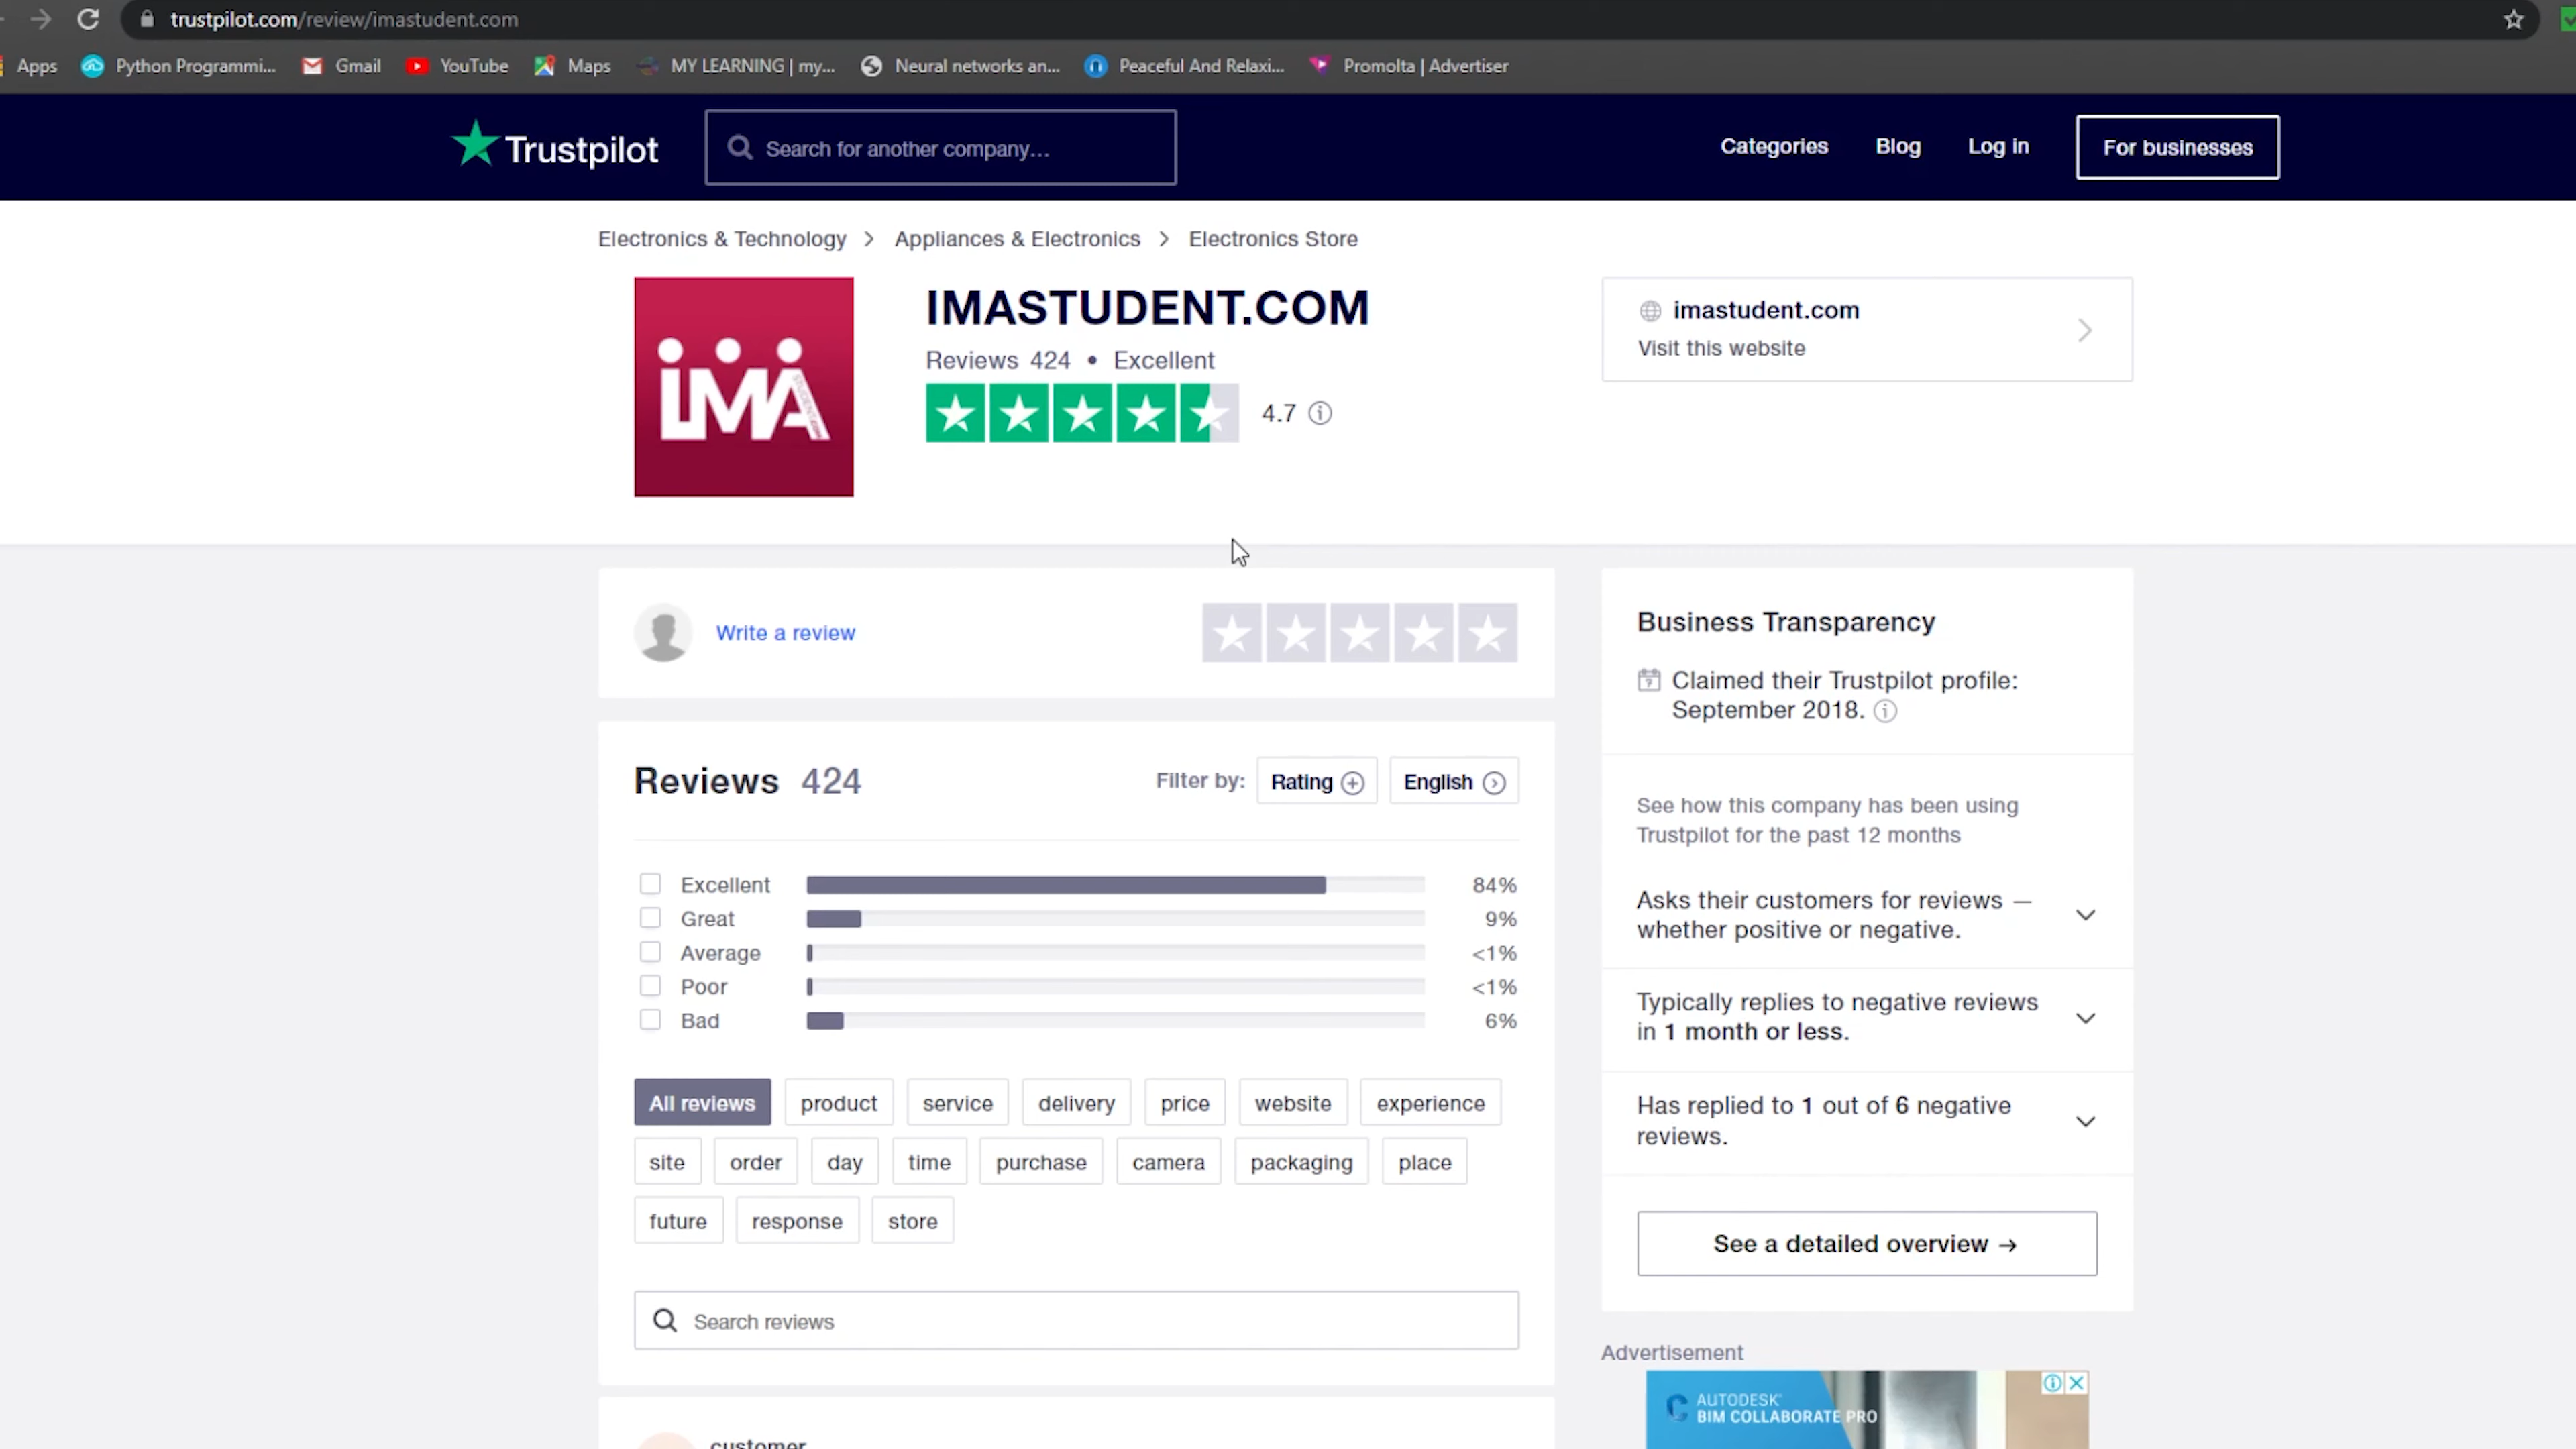 trustpilot.com/review/imastudent.com
Apps Python Programmi... Gmail YouTube Maps MY LEARNING | my... Neural networks an... Peaceful And Relaxi... Promolta | Advertiser
Trustpilot Search for another company... Categories Blog Log in For businesses
Electronics & Technology > Appliances & Electronics > Electronics Store
IMA
IMASTUDENT.COM
Reviews 424 • Excellent
4.7
imastudent.com
Visit this website
Write a review
Reviews 424 Filter by: Rating English
Excellent 84%
Great 9%
Average <1%
Poor <1%
Bad 6%
All reviews product service delivery price website experience
site order day time purchase camera packaging place
future response store
Search reviews
customer
Business Transparency
Claimed their Trustpilot profile:
September 2018.
See how this company has been using
Trustpilot for the past 12 months
Asks their customers for reviews —
whether positive or negative.
Typically replies to negative reviews
in 1 month or less.
Has replied to 1 out of 6 negative
reviews.
See a detailed overview →
Advertisement
AUTODESK
BIM COLLABORATE PRO